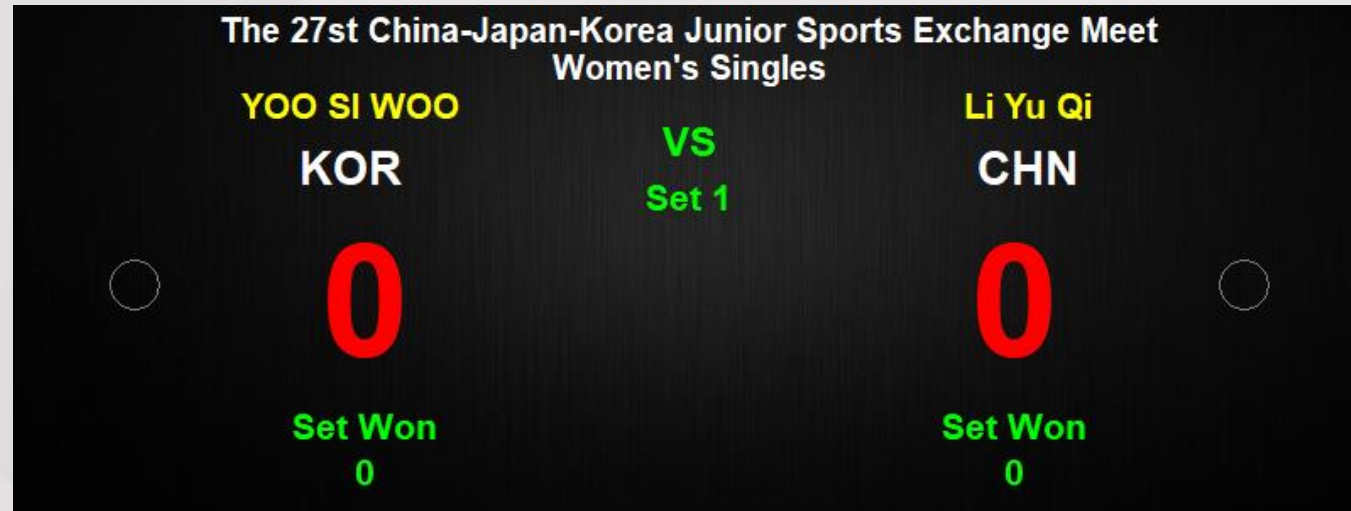 The 27st China-Japan-Korea Junior Sports Exchange Meet
Women's Singles
YOO SI WOO
KOR
VS
Set 1
Li Yu Qi
CHN
0
0
Set Won
0
Set Won
0